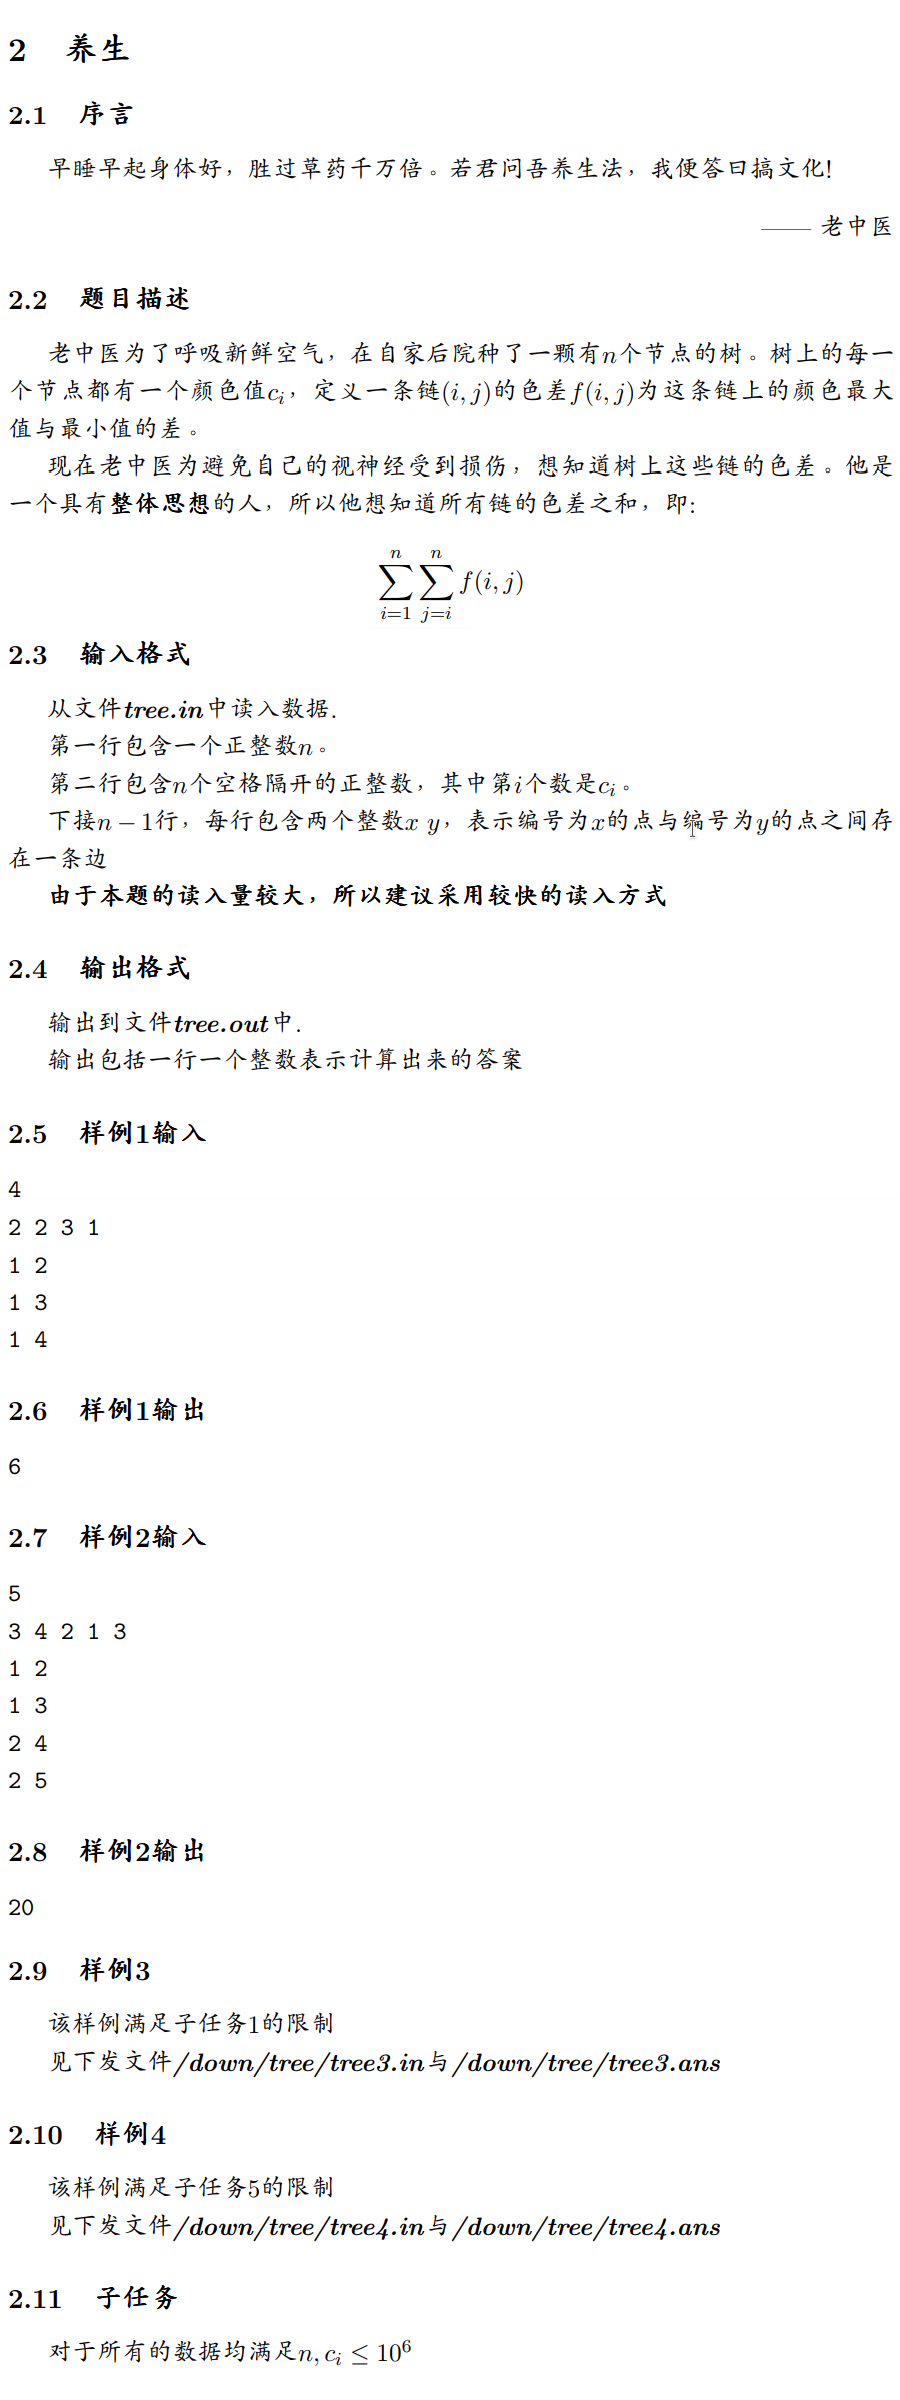 2 养生
2.1 序言
早睡早起身体好，胜过草药千万倍。若君问吾养生法，我便答曰搞文化!
—— 老中医
2.2 题目描述
老中医为了呼吸新鲜空气，在自家后院种了一颗有n个节点的树。树上的每一
个节点都有一个颜色值c_i，定义一条链(i, j)的色差f(i, j)为这条链上的颜色最大
值与最小值的差。
现在老中医为避免自己的视神经受到损伤，想知道树上这些链的色差。他是
一个具有整体思想的人，所以他想知道所有链的色差之和，即:
\sum_{i=1}^{n} \sum_{j=i}^{n} f(i, j)
2.3 输入格式
从文件tree.in中读入数据.
第一行包含一个正整数n。
第二行包含n个空格隔开的正整数，其中第i个数是c_i。
下接n − 1行，每行包含两个整数x y，表示编号为x的点与编号为y的点之间存
在一条边
由于本题的读入量较大，所以建议采用较快的读入方式
2.4 输出格式
输出到文件tree.out中.
输出包括一行一个整数表示计算出来的答案
2.5 样例1输入
4
2 2 3 1
1 2
1 3
1 4
2.6 样例1输出
6
2.7 样例2输入
5
3 4 2 1 3
1 2
1 3
2 4
2 5
2.8 样例2输出
20
2.9 样例3
该样例满足子任务1的限制
见下发文件/down/tree/tree3.in与/down/tree/tree3.ans
2.10 样例4
该样例满足子任务5的限制
见下发文件/down/tree/tree4.in与/down/tree/tree4.ans
2.11 子任务
对于所有的数据均满足n, c_i ≤ 10^6